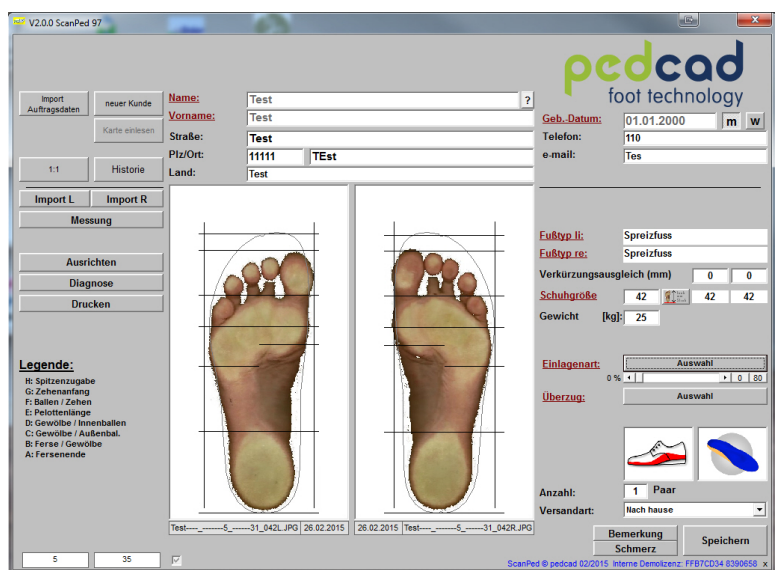 V2.0.0 ScanPed 97
pedcad
foot technology
Import Auftragsdaten
neuer Kunde
Karte einlesen
1:1
Historie
Import L
Import R
Messung
Ausrichten
Diagnose
Drucken
Legende:
H: Spitzenzugabe
G: Zehenanfang
F: Ballen / Zehen
E: Pelottenlänge
D: Gewölbe / Innenballen
C: Gewölbe / Außenbal.
B: Ferse / Gewölbe
A: Fersenende
5
35
Name: Test ?
Vorname: Test
Straße: Test
Plz/Ort: 11111 TEst
Land: Test
Test----_-------5_------31_042L.JPG 26.02.2015
26.02.2015 Test----_-------5_------31_042R.JPG
Geb.-Datum: 01.01.2000 m w
Telefon: 110
e-mail: Tes
Fußtyp li: Spreizfuss
Fußtyp re: Spreizfuss
Verkürzungsausgleich (mm) 0 0
Schuhgröße 42 42 42
Gewicht [kg]: 25
Einlagenart: Auswahl
0 % 0 80
Überzug: Auswahl
Anzahl: 1 Paar
Versandart: Nach hause
Bemerkung
Schmerz
Speichern
ScanPed © pedcad 02/2015 Interne Demolizenz: FFB7CD34 8390658 x